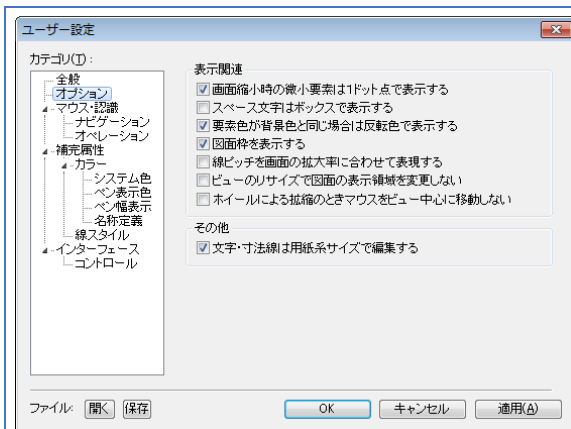 ユーザー設定
カテゴリ(T):
全般
オプション
マウス・認識
ナビゲーション
オペレーション
補完属性
カラー
システム色
ペン表示色
ペン幅表示
名称定義
線スタイル
インターフェース
コントロール
表示関連
画面縮小時の微小要素は1ドット点で表示する
スペース文字はボックスで表示する
要素色が背景色と同じ場合は反転色で表示する
図面枠を表示する
線ピッチを画面の拡大率に合わせて表現する
ビューのリサイズで図面の表示領域を変更しない
ホイールによる拡縮のときマウスをビュー中心に移動しない
その他
文字・寸法線は用紙系サイズで編集する
ファイル: 開く 保存 OK キャンセル 適用(A)